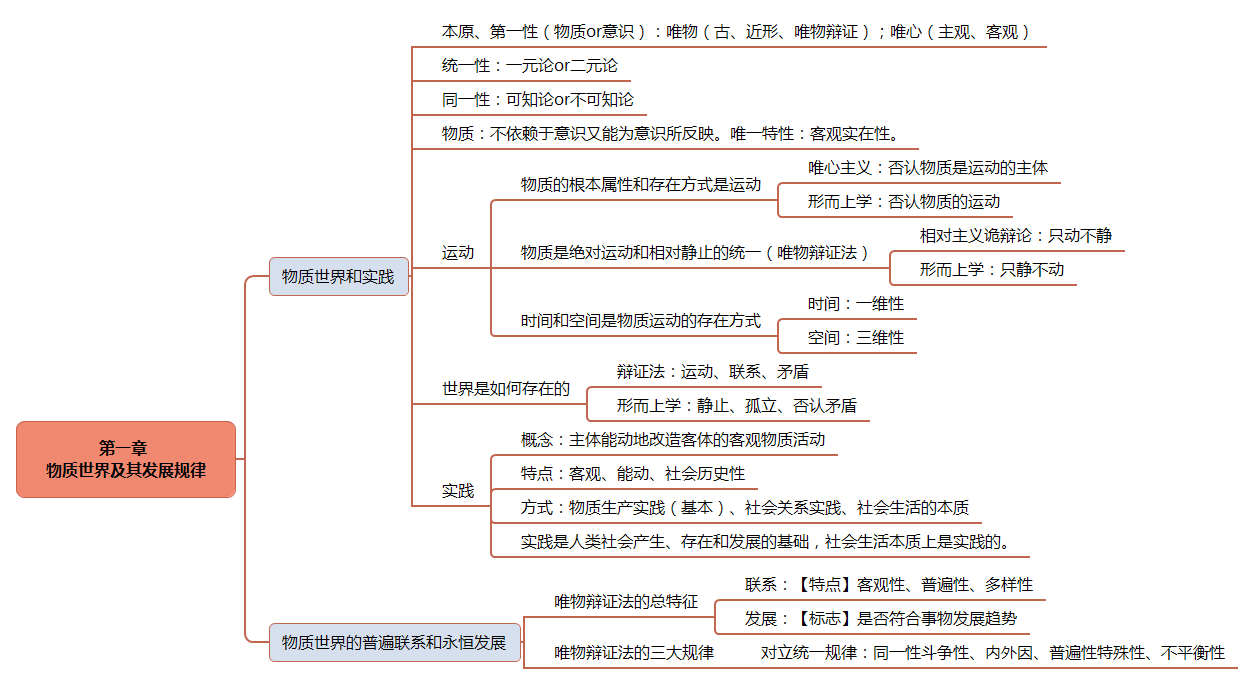 本原、第一性（物质or意识）：唯物（古、近形、唯物辩证）；唯心（主观、客观）
统一性：一元论or二元论
同一性：可知论or不可知论
物质：不依赖于意识又能为意识所反映。唯一特性：客观实在性。
唯心主义：否认物质是运动的主体
物质的根本属性和存在方式是运动
形而上学：否认物质的运动
相对主义诡辩论：只动不静
运动
物质是绝对运动和相对静止的统一（唯物辩证法）
形而上学：只静不动
物质世界和实践
时间：一维性
时间和空间是物质运动的存在方式
空间：三维性
辩证法：运动、联系、矛盾
世界是如何存在的
形而上学：静止、孤立、否认矛盾
第一章
物质世界及其发展规律
概念：主体能动地改造客体的客观物质活动
特点：客观、能动、社会历史性
实践
方式：物质生产实践（基本）、社会关系实践、社会生活的本质
实践是人类社会产生、存在和发展的基础，社会生活本质上是实践的。
联系：【特点】客观性、普遍性、多样性
唯物辩证法的总特征
发展：【标志】是否符合事物发展趋势
物质世界的普遍联系和永恒发展
唯物辩证法的三大规律
对立统一规律：同一性斗争性、内外因、普遍性特殊性、不平衡性